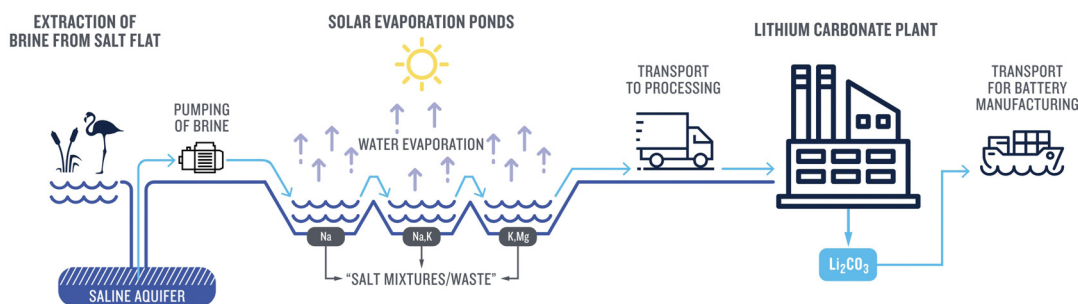 EXTRACTION OF
BRINE FROM SALT FLAT
SOLAR EVAPORATION PONDS
LITHIUM CARBONATE PLANT
PUMPING
OF BRINE
WATER EVAPORATION
TRANSPORT
TO PROCESSING
TRANSPORT
FOR BATTERY
MANUFACTURING
Na
Na,K
K,Mg
"SALT MIXTURES/WASTE"
Li₂CO₃
SALINE AQUIFER